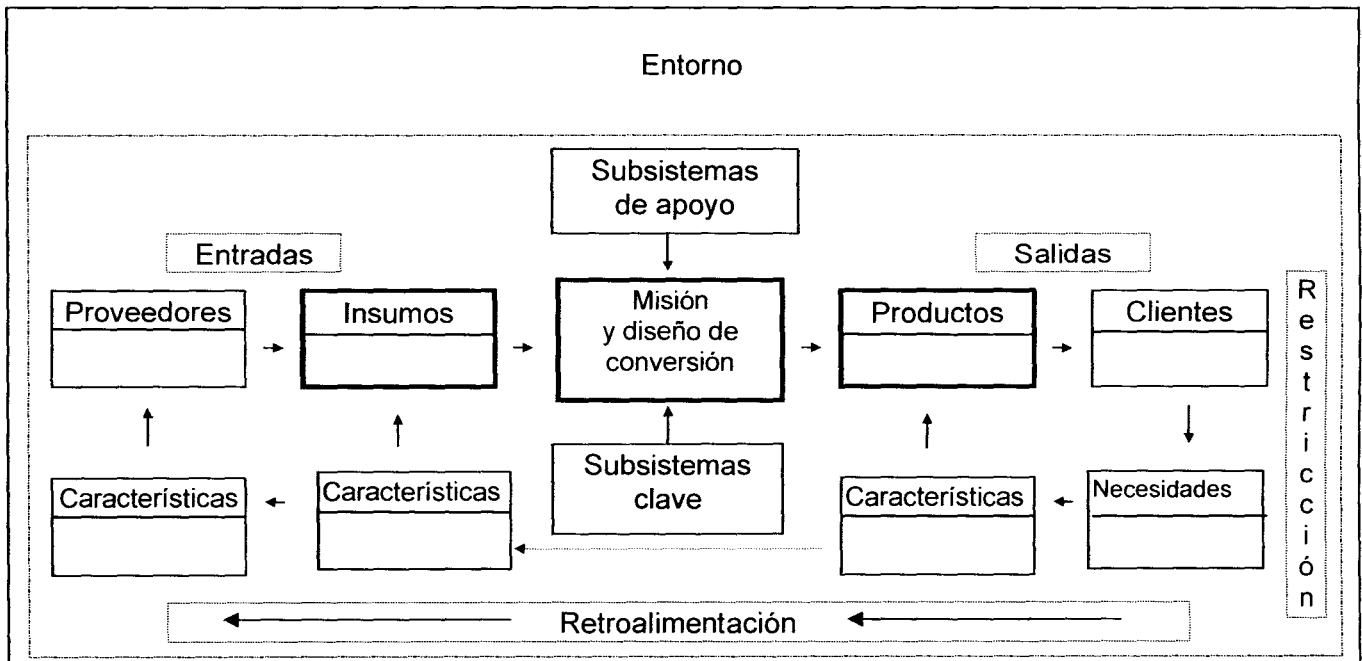 Entorno
Subsistemas
de apoyo
Entradas
Salidas
Proveedores
Insumos
Misión
y diseño de
conversión
Productos
Clientes
Restricción
Características
Características
Subsistemas
clave
Características
Necesidades
Retroalimentación